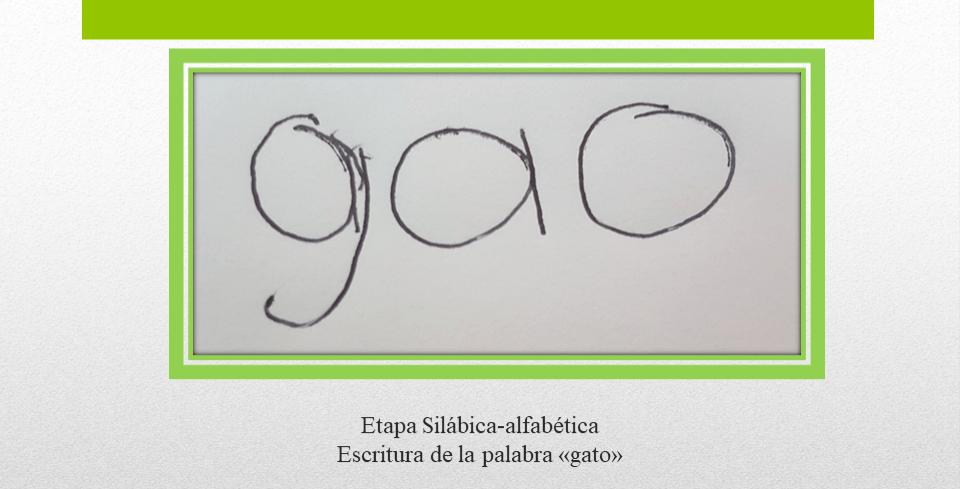 gao
Etapa Silábica-alfabética
Escritura de la palabra «gato»